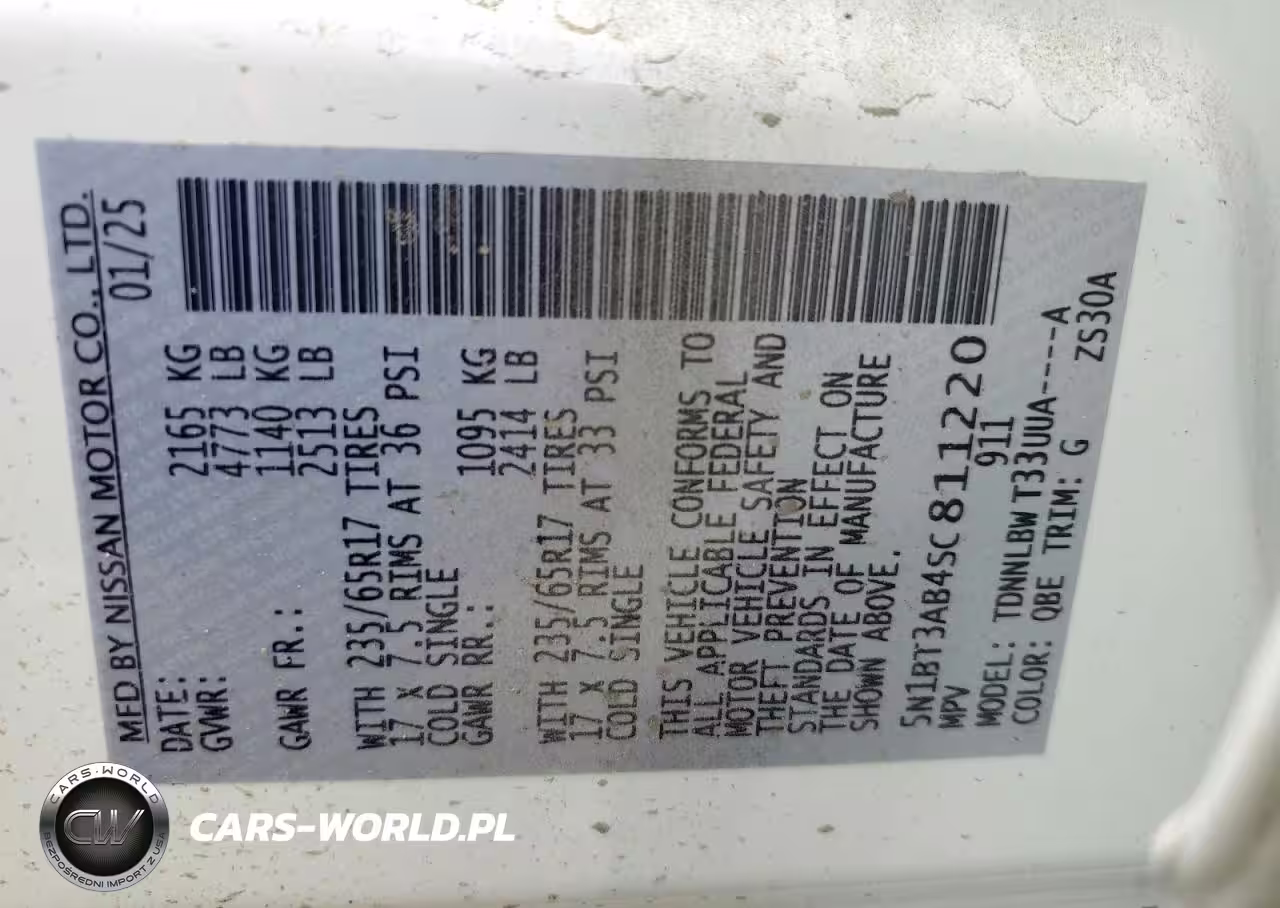 MFD BY NISSAN MOTOR CO., LTD.
DATE: 01/25
GVWR: 2165 KG
4773 LB
GAWR FR.: 1140 KG
2513 LB
WITH 235/65R17 TIRES
17 X 7.5 RIMS AT 36 PSI
COLD SINGLE
GAWR RR.: 1095 KG
2414 LB
WITH 235/65R17 TIRES
17 X 7.5 RIMS AT 33 PSI
COLD SINGLE
THIS VEHICLE CONFORMS TO
ALL APPLICABLE FEDERAL
MOTOR VEHICLE SAFETY AND
THEFT PREVENTION
STANDARDS IN EFFECT ON
THE DATE OF MANUFACTURE
SHOWN ABOVE.
5N1BT3AB4SC811220
MPV 911
MODEL: TDNNLBW T33UUA----A
COLOR: QBE TRIM: G ZS30A
CARS-WORLD
CW
BEZPOŚREDNI IMPORT Z USA
CARS-WORLD.PL